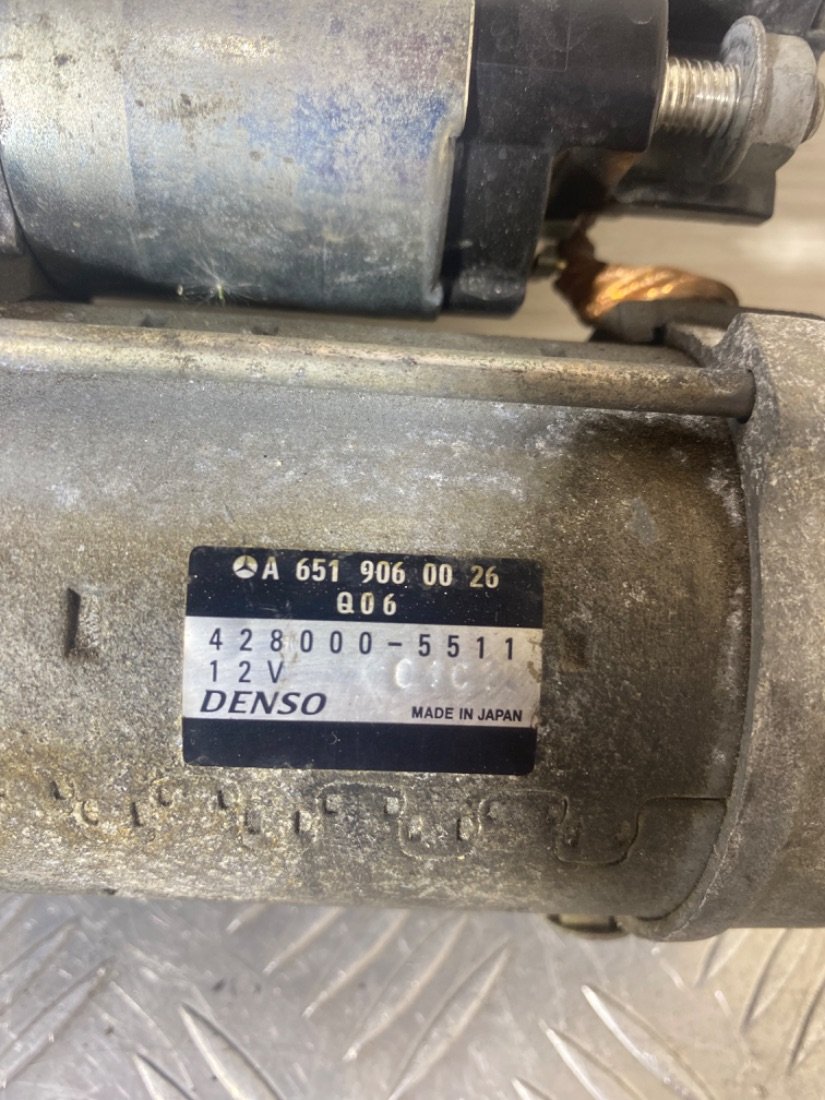 A 651 906 00 26
Q06
428000-5511
12V
DENSO
MADE IN JAPAN